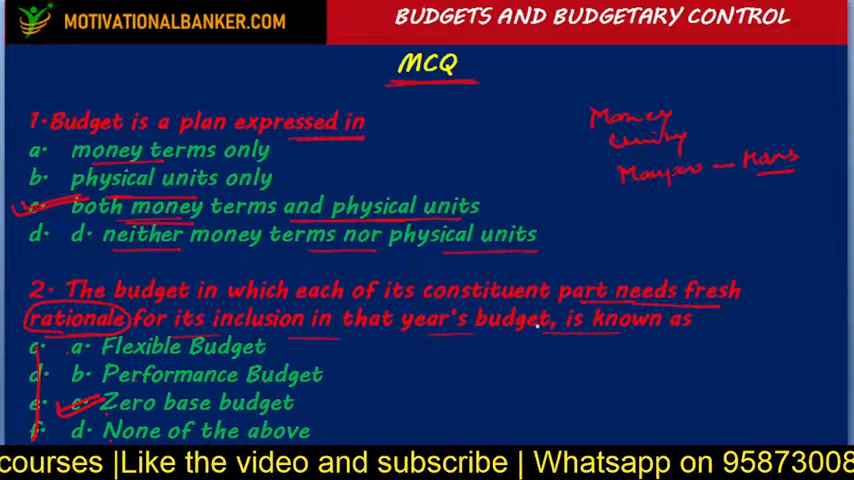 MOTIVATIONALBANKER.COM
BUDGETS AND BUDGETARY CONTROL
MCQ
1. Budget is a plan expressed in
a. money terms only
b. physical units only
c. both money terms and physical units
d. d. neither money terms nor physical units
Money
2. The budget in which each of its constituent part needs fresh
rationale for its inclusion in that year's budget, is known as
c. a. Flexible Budget
d. b. Performance Budget
e. c. Zero base budget
f. d. None of the above
courses |Like the video and subscribe | Whatsapp on 95873008